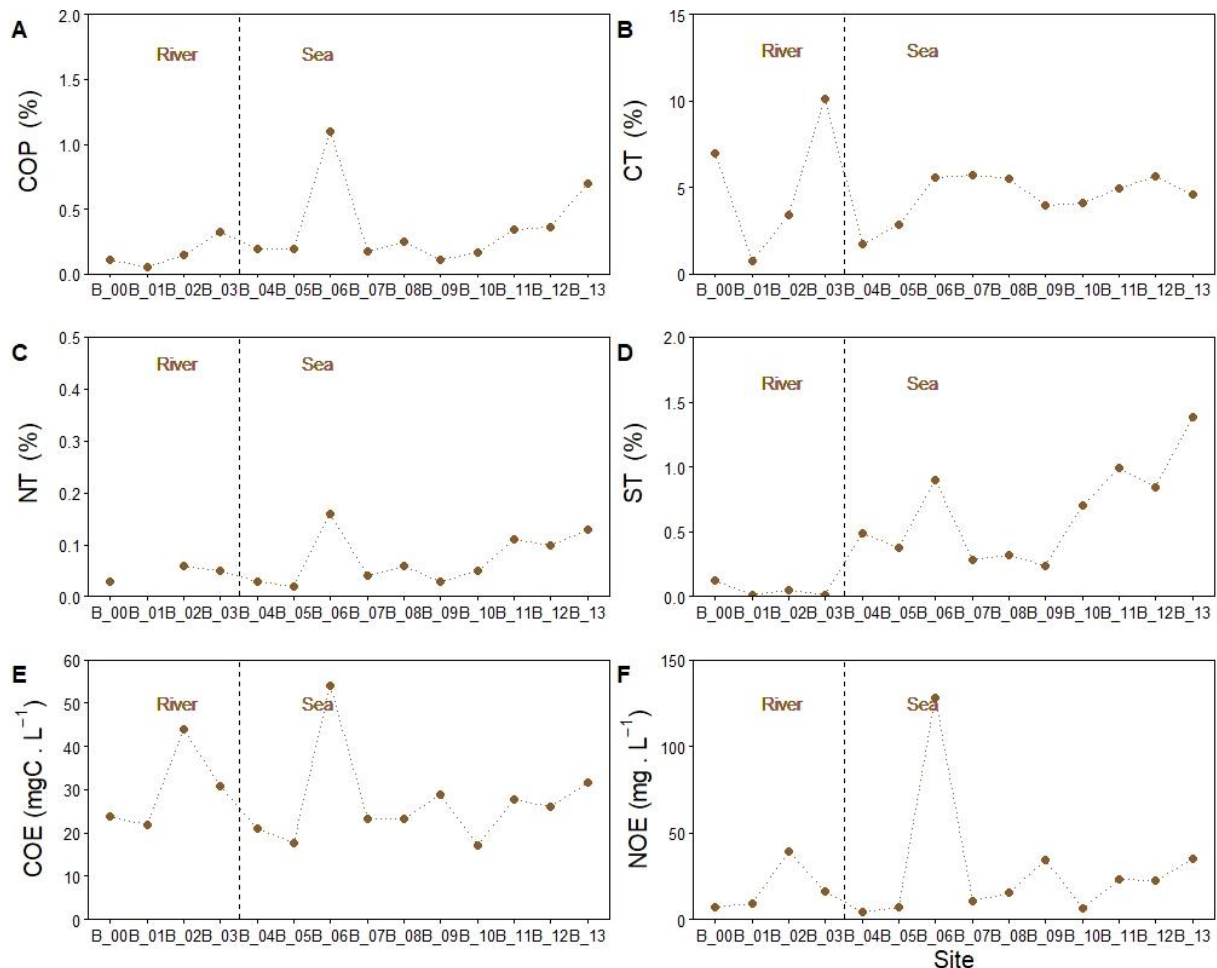 A
COP (%)
2.0
1.5
1.0
0.5
0.0
River
Sea
B_00B_01B_02B_03B_04B_05B_06B_07B_08B_09B_10B_11B_12B_13
B
CT (%)
15
10
5
0
River
Sea
B_00B_01B_02B_03B_04B_05B_06B_07B_08B_09B_10B_11B_12B_13
C
NT (%)
0.5
0.4
0.3
0.2
0.1
0.0
River
Sea
B_00B_01B_02B_03B_04B_05B_06B_07B_08B_09B_10B_11B_12B_13
D
ST (%)
2.0
1.5
1.0
0.5
0.0
River
Sea
B_00B_01B_02B_03B_04B_05B_06B_07B_08B_09B_10B_11B_12B_13
E
COE (mgC . L⁻¹)
60
50
40
30
20
10
0
River
Sea
B_00B_01B_02B_03B_04B_05B_06B_07B_08B_09B_10B_11B_12B_13
F
NOE (mg . L⁻¹)
150
100
50
0
River
Sea
B_00B_01B_02B_03B_04B_05B_06B_07B_08B_09B_10B_11B_12B_13
Site